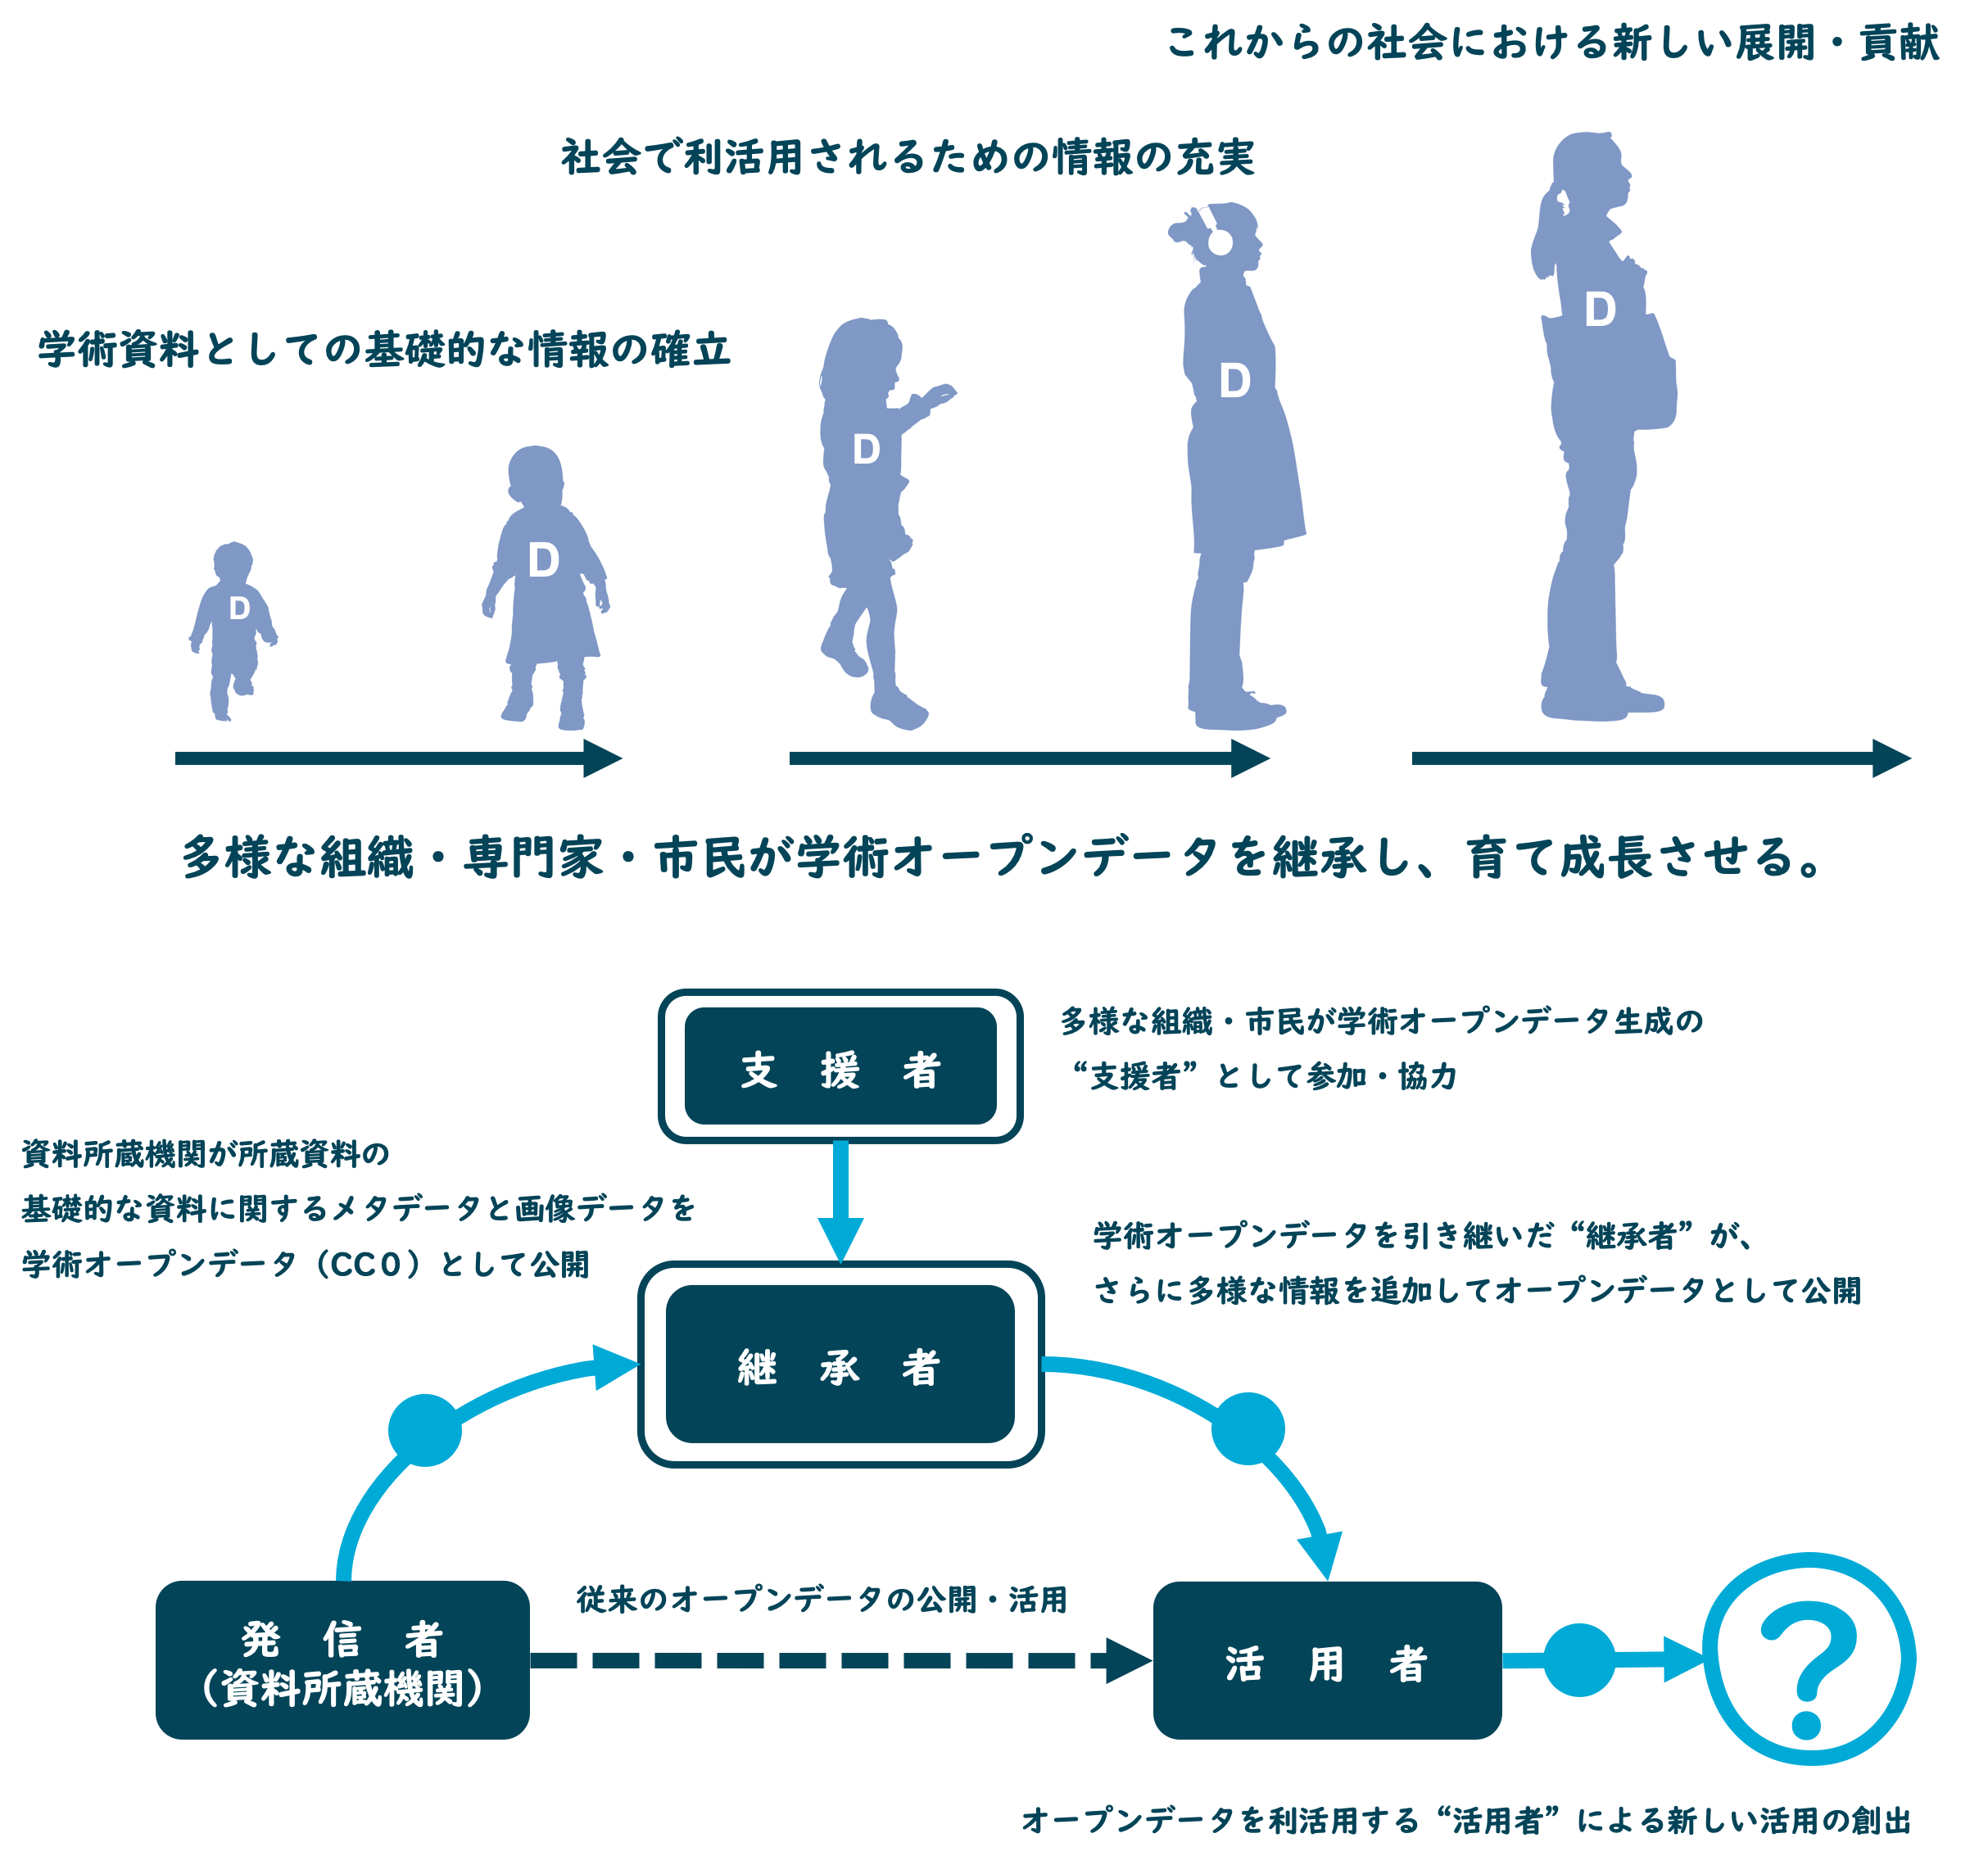 これからの社会における新しい展開・貢献
社会で利活用されるための情報の充実
学術資料としての基礎的な情報の確立
D
D
D
D
D
多様な組織・専門家・市民が学術オープンデータを継承し、育て成長させる。
支援者
多様な組織・市民が学術オープンデータ生成の
“支援者”として参加・協力
資料所蔵機関が所蔵資料の
基礎的な資料に関するメタデータと画像データを
学術オープンデータ（CC０）として公開
学術オープンデータを引き継いだ“継承者”が、
さらに多様な情報を追加してオープンデータとして公開
継承者
従来のオープンデータの公開・活用
発信者
（資料所蔵機関）
活用者
?
オープンデータを利活用する“活用者”による新しい活用の創出